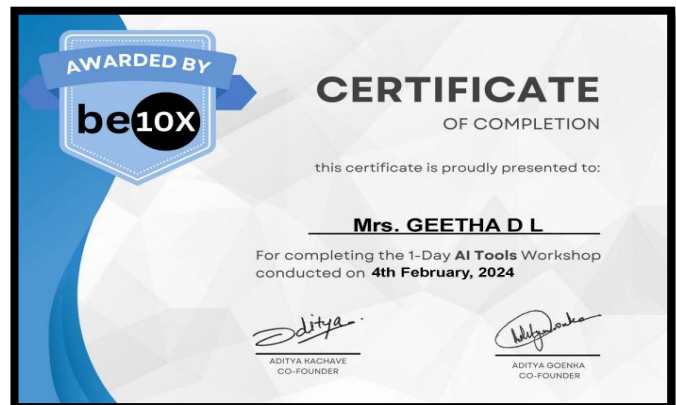 AWARDED BY
be10X
CERTIFICATE
OF COMPLETION
this certificate is proudly presented to:
Mrs. GEETHA D L
For completing the 1-Day AI Tools Workshop
conducted on 4th February, 2024
Aditya
ADITYA KACHAVE
CO-FOUNDER
ADITYA GOENKA
CO-FOUNDER